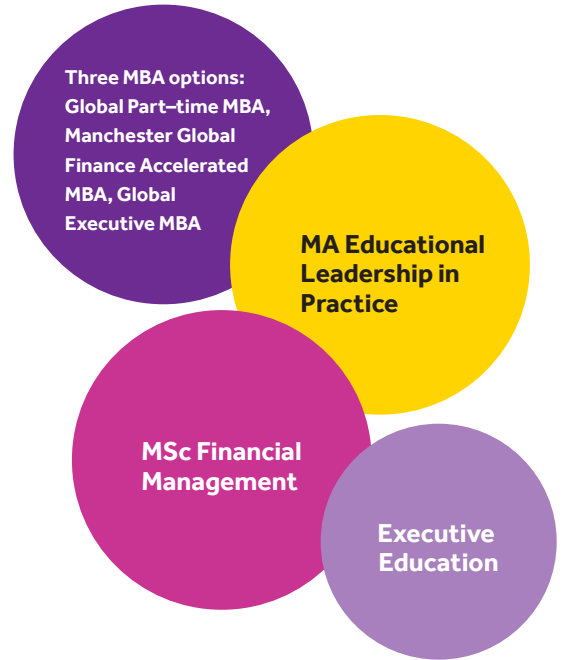 Three MBA options:
Global Part–time MBA,
Manchester Global
Finance Accelerated
MBA, Global
Executive MBA
MA Educational
Leadership in
Practice
MSc Financial
Management
Executive
Education